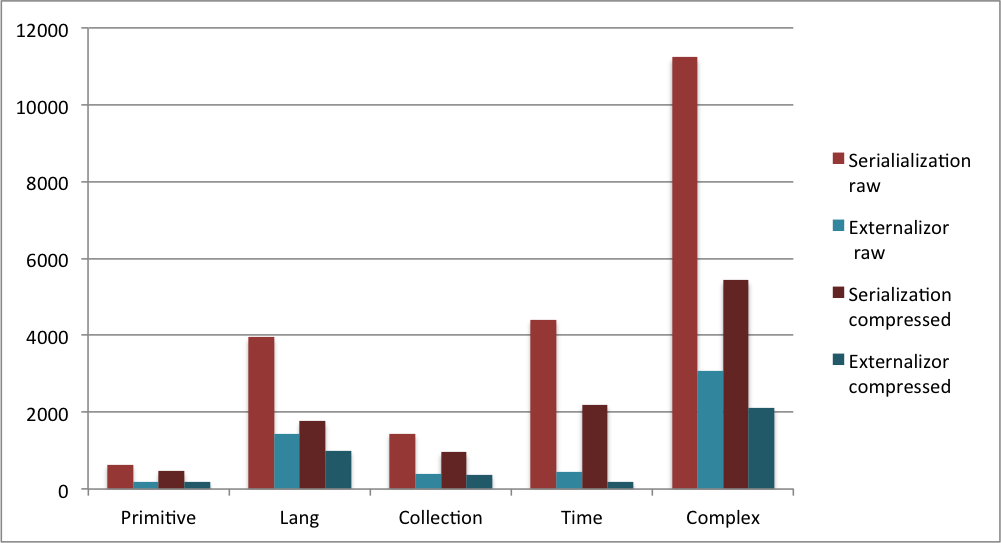 12000
10000
8000
6000
4000
2000
0
Primitive
Lang
Collection
Time
Complex
Serialialization
raw
Externalizor
raw
Serialization
compressed
Externalizor
compressed